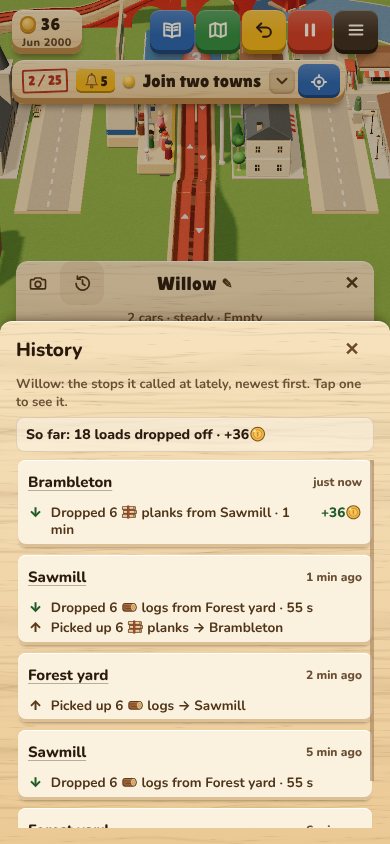 36
Jun 2000
2 / 25
5
Join two towns
Willow ✎
2 cars · steady · Empty
History
Willow: the stops it called at lately, newest first. Tap one
to see it.
So far: 18 loads dropped off · +36
Brambleton
just now
Dropped 6 planks from Sawmill · 1
min
+36
Sawmill
1 min ago
Dropped 6 logs from Forest yard · 55 s
Picked up 6 planks → Brambleton
Forest yard
2 min ago
Picked up 6 logs → Sawmill
Sawmill
5 min ago
Dropped 6 logs from Forest yard · 55 s